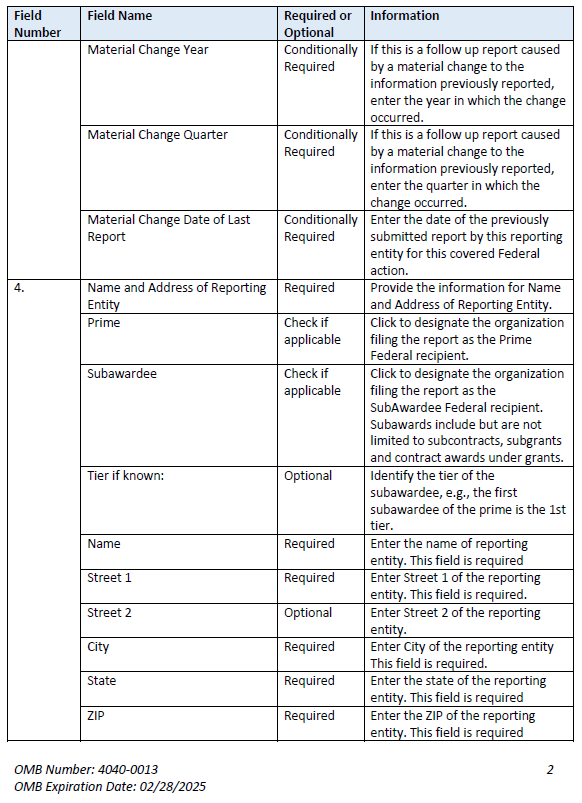 Field Number
Field Name
Required or Optional
Information
Material Change Year
Conditionally Required
If this is a follow up report caused
by a material change to the
information previously reported,
enter the year in which the change
occurred.
Material Change Quarter
Conditionally Required
If this is a follow up report caused
by a material change to the
information previously reported,
enter the quarter in which the
change occurred.
Material Change Date of Last
Report
Conditionally Required
Enter the date of the previously
submitted report by this reporting
entity for this covered Federal
action.
4.
Name and Address of Reporting
Entity
Required
Provide the information for Name
and Address of Reporting Entity.
Prime
Check if
applicable
Click to designate the organization
filing the report as the Prime
Federal recipient.
Subawardee
Check if
applicable
Click to designate the organization
filing the report as the
SubAwardee Federal recipient.
Subawards include but are not
limited to subcontracts, subgrants
and contract awards under grants.
Tier if known:
Optional
Identify the tier of the
subawardee, e.g., the first
subawardee of the prime is the 1st
tier.
Name
Required
Enter the name of reporting
entity. This field is required
Street 1
Required
Enter Street 1 of the reporting
entity. This field is required.
Street 2
Optional
Enter Street 2 of the reporting
entity.
City
Required
Enter City of the reporting entity
This field is required.
State
Required
Enter the state of the reporting
entity. This field is required
ZIP
Required
Enter the ZIP of the reporting
entity. This field is required
OMB Number: 4040-0013
2
OMB Expiration Date: 02/28/2025